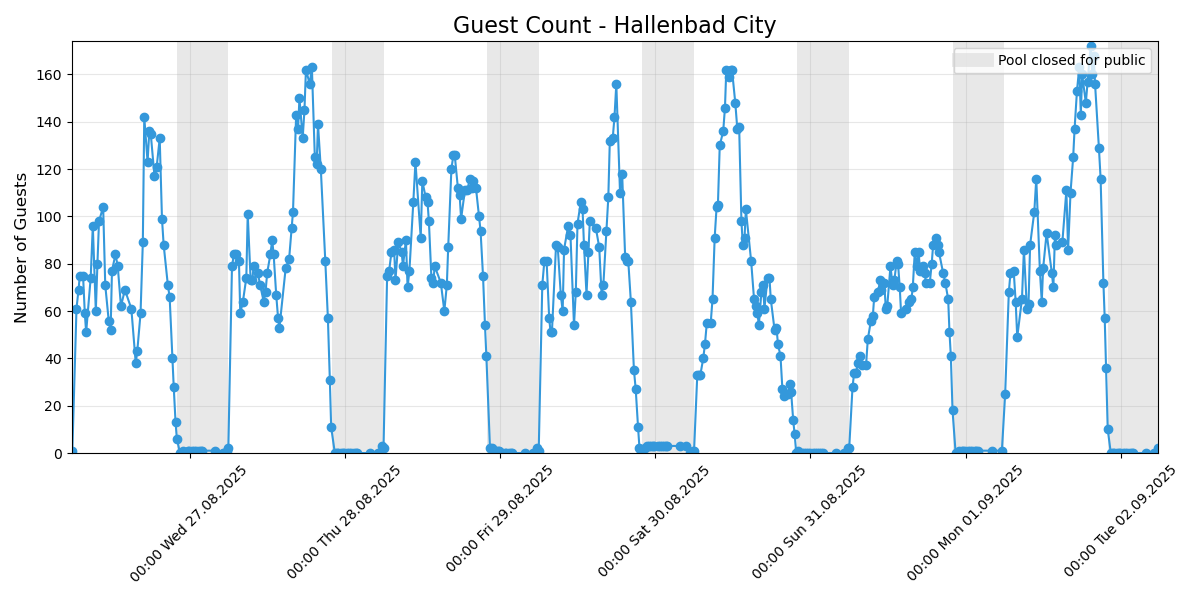 Guest Count - Hallenbad City
Pool closed for public
Number of Guests
160
140
120
100
80
60
40
20
0
00:00 Wed 27.08.2025
00:00 Thu 28.08.2025
00:00 Fri 29.08.2025
00:00 Sat 30.08.2025
00:00 Sun 31.08.2025
00:00 Mon 01.09.2025
00:00 Tue 02.09.2025